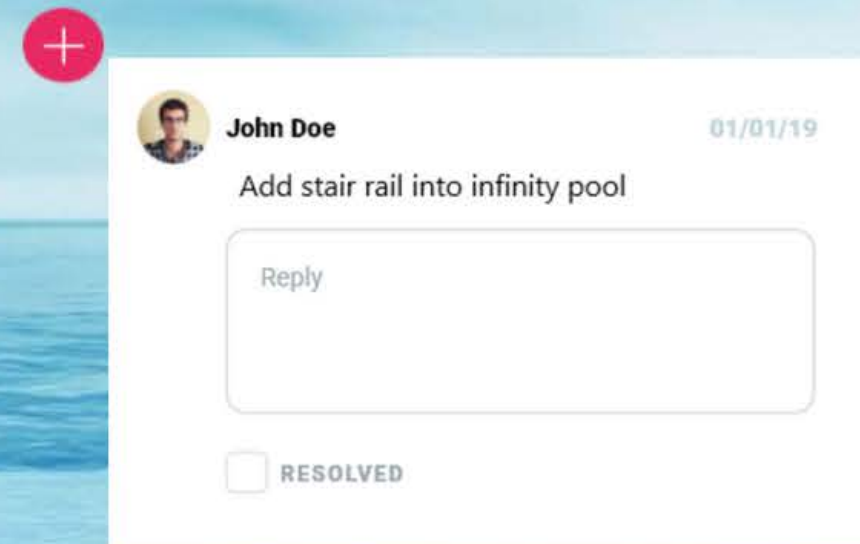 John Doe
01/01/19
Add stair rail into infinity pool
Reply
RESOLVED